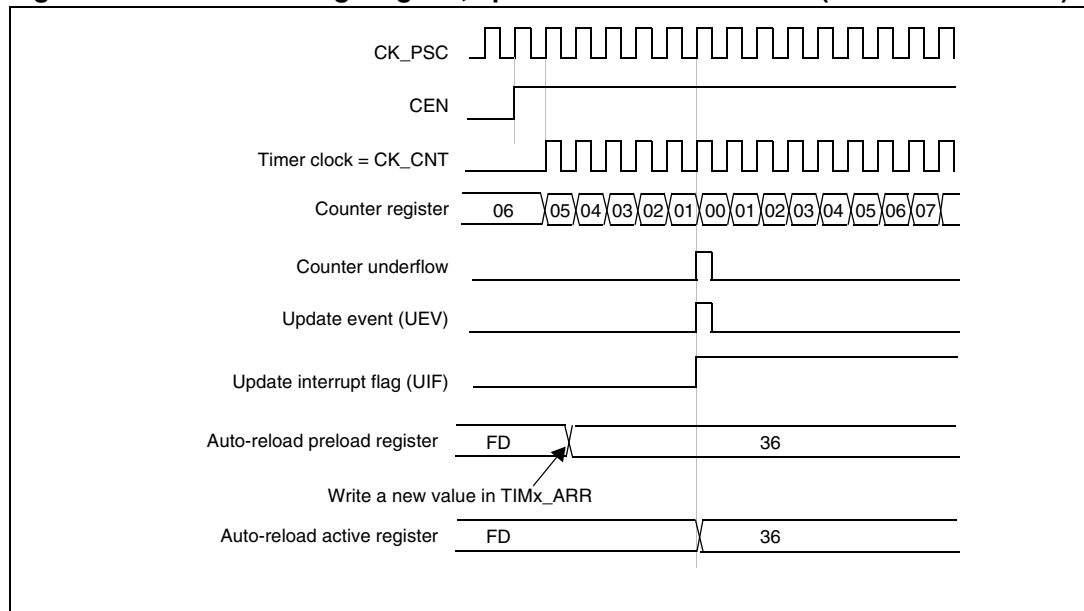 CK_PSC
CEN
Timer clock = CK_CNT
Counter register 06 05 04 03 02 01 00 01 02 03 04 05 06 07
Counter underflow
Update event (UEV)
Update interrupt flag (UIF)
Auto-reload preload register FD 36
Write a new value in TIMx_ARR
Auto-reload active register FD 36